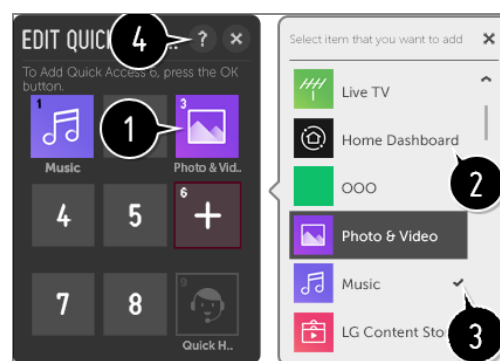 EDIT QUIC
4
..
?
To Add Quick Access 6, press the OK
button.
1
3
1
Music
Photo & Vid..
4
5
6
7
8
9
Quick H..
Select item that you want to add
Live TV
Home Dashboard
2
OOO
Photo & Video
Music
LG Content Sto
3